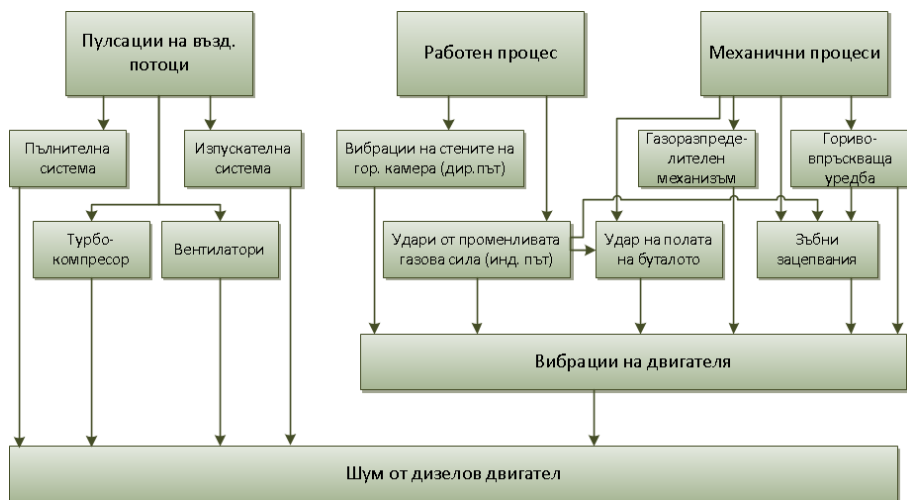 Пулсации на възд.
потоци
Работен процес
Механични процеси
Пълнителна
система
Изпускателна
система
Вибрации на стените на
гор. камера (дир.път)
Газоразпреде-
лителен
механизъм
Гориво-
впръскваща
уредба
Турбо-
компресор
Вентилатори
Удари от променливата
газова сила (инд. път)
Удар на полата
на буталото
Зъбни
зацепвания
Вибрации на двигателя
Шум от дизелов двигател